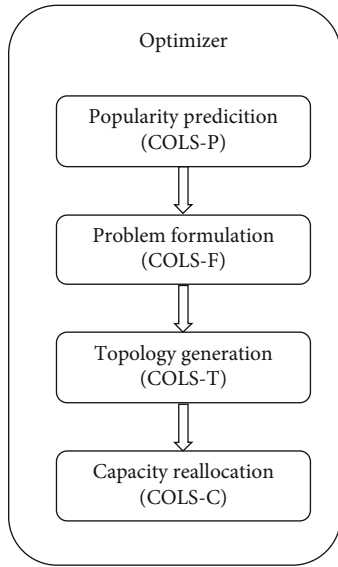 Optimizer
Popularity predicition
(COLS-P)
Problem formulation
(COLS-F)
Topology generation
(COLS-T)
Capacity reallocation
(COLS-C)